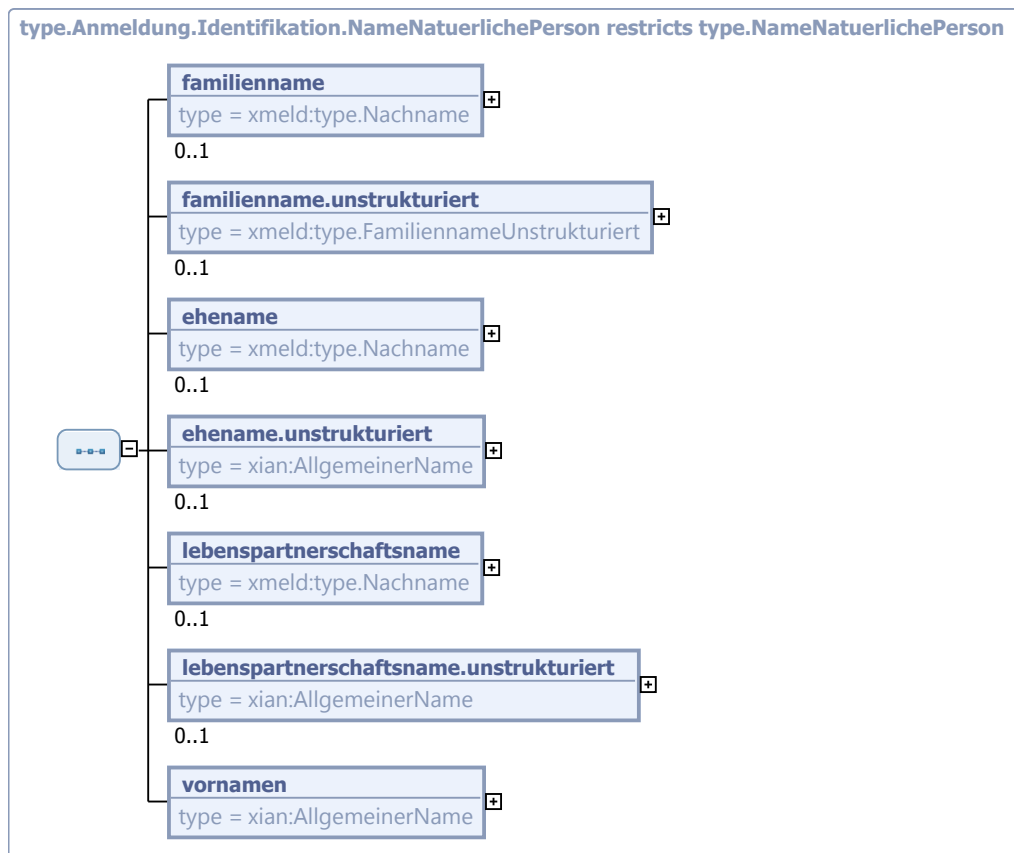 type.Anmeldung.Identifikation.NameNatuerlichePerson restricts type.NameNatuerlichePerson
familienname
type = xmeld:type.Nachname
0..1
familienname.unstrukturiert
type = xmeld:type.FamiliennameUnstrukturiert
0..1
ehename
type = xmeld:type.Nachname
0..1
ehename.unstrukturiert
type = xian:AllgemeinerName
0..1
lebenspartnerschaftsname
type = xmeld:type.Nachname
0..1
lebenspartnerschaftsname.unstrukturiert
type = xian:AllgemeinerName
0..1
vornamen
type = xian:AllgemeinerName